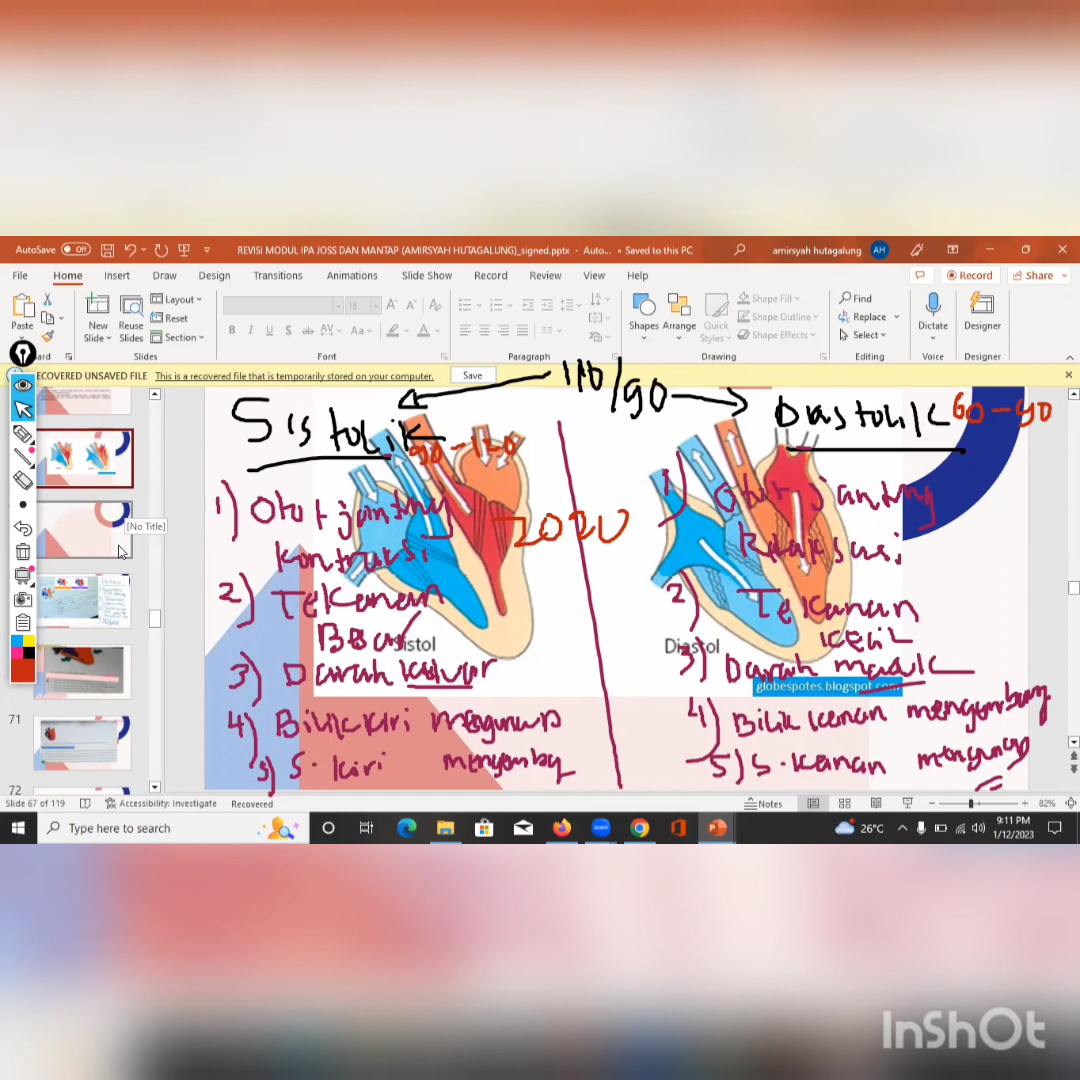 AutoSave Off
REVISI MODUL IPA JOSS DAN MANTAP (AMIRSYAH HUTAGALUNG)_signed.pptx - Auto... • Saved to this PC
amirsyah hutagalung AH
File Home Insert Draw Design Transitions Animations Slide Show Record Review View Help
Record Share
Paste
New Slide
Reuse Slides
Layout
Reset
Section
18
Shapes Arrange Quick Styles
Shape Fill
Shape Outline
Shape Effects
Find
Replace
Select
Dictate
Designer
Slides Font Paragraph Drawing Editing Voice Designer
RECOVERED UNSAVED FILE This is a recovered file that is temporarily stored on your computer. Save
110/90
Sistolik
90-120
Diastolik 60-90
1) Otot jantung
kontraksi
2) Tekanan
Besar
3) Darah keluar
4) Bilik kiri menguncup
5) S. kiri mengembang
2020
Sistol
1) Otot jantung
Relaksasi
2) Tekanan
kecil
3) Darah masuk
4) Bilik kanan mengembang
5) S. kanan menguncup
Diastol
globespotes.blogspot.com
[No Title]
71
72
Slide 67 of 119 Accessibility: Investigate Recovered Notes 82%
Type here to search
26°C
9:11 PM
1/12/2023
InShOt